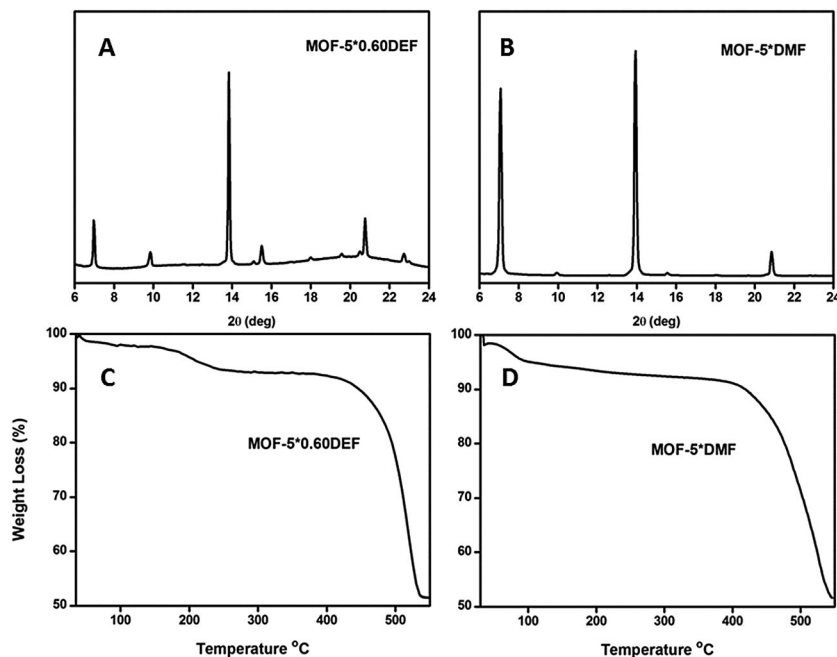 A
MOF-5*0.60DEF
6 8 10 12 14 16 18 20 22 24
2θ (deg)
B
MOF-5*DMF
6 8 10 12 14 16 18 20 22 24
2θ (deg)
Weight Loss (%)
100
90
80
70
60
50
C
MOF-5*0.60DEF
100 200 300 400 500
Temperature °C
100
90
80
70
60
50
D
MOF-5*DMF
100 200 300 400 500
Temperature °C